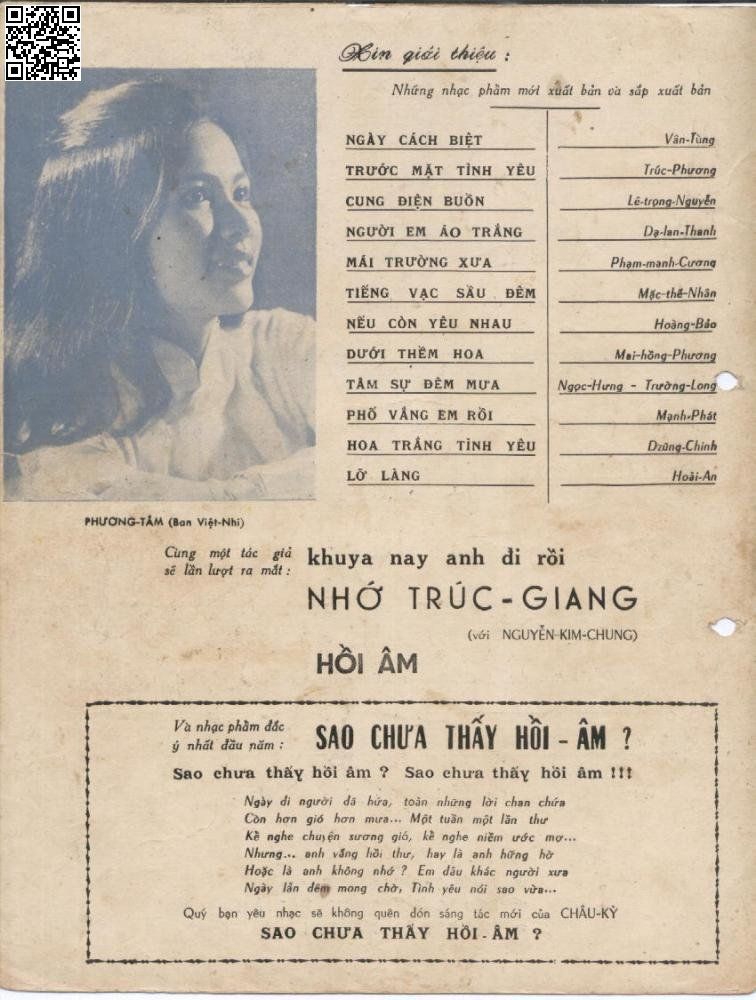 Xin giới thiệu :
Những nhạc phẩm mới xuất bản và sắp xuất bản
NGÀY CÁCH BIỆT Vân-Tùng
TRƯỚC MẶT TÌNH YÊU Trúc-Phương
CUNG ĐIỆN BUỒN Lê-trọng-Nguyễn
NGƯỜI EM ÁO TRẮNG Dạ-lan-Thanh
MÁI TRƯỜNG XƯA Phạm-mạnh-Cương
TIẾNG VẠC SẦU ĐÊM Mặc-thế-Nhân
NẾU CÒN YÊU NHAU Hoàng-Bảo
DƯỚI THỀM HOA Mai-hồng-Phương
TÂM SỰ ĐÊM MƯA Ngọc-Hưng - Trường-Long
PHỐ VẮNG EM RỒI Mạnh-Phát
HOA TRẮNG TÌNH YÊU Dzũng-Chinh
LỠ LÀNG Hoài-An
PHƯƠNG-TÂM (Ban Việt-Nhi)
Cùng một tác giả
sẽ lần lượt ra mắt :
khuya nay anh đi rồi
NHỚ TRÚC-GIANG
(với NGUYỄN-KIM-CHUNG)
HỒI ÂM
Và nhạc phẩm đắc
ý nhất đầu năm :
SAO CHƯA THẤY HỒI - ÂM ?
Sao chưa thấy hồi âm ? Sao chưa thấy hồi âm !!!
Ngày đi người đã hứa, toàn những lời chan chứa
Còn hơn gió hơn mưa... Một tuần một lần thư
Kề nghe chuyện sương gió, kề nghe niềm ước mơ...
Nhưng... anh vắng hồi thư, hay là anh hững hờ
Hoặc là anh không nhớ ? Em đâu khác người xưa
Ngày lần đêm mong chờ, Tình yêu nói sao vừa...
Quý bạn yêu nhạc sẽ không quên đón sáng tác mới của CHÂU-KỲ
SAO CHƯA THẤY HỒI - ÂM ?